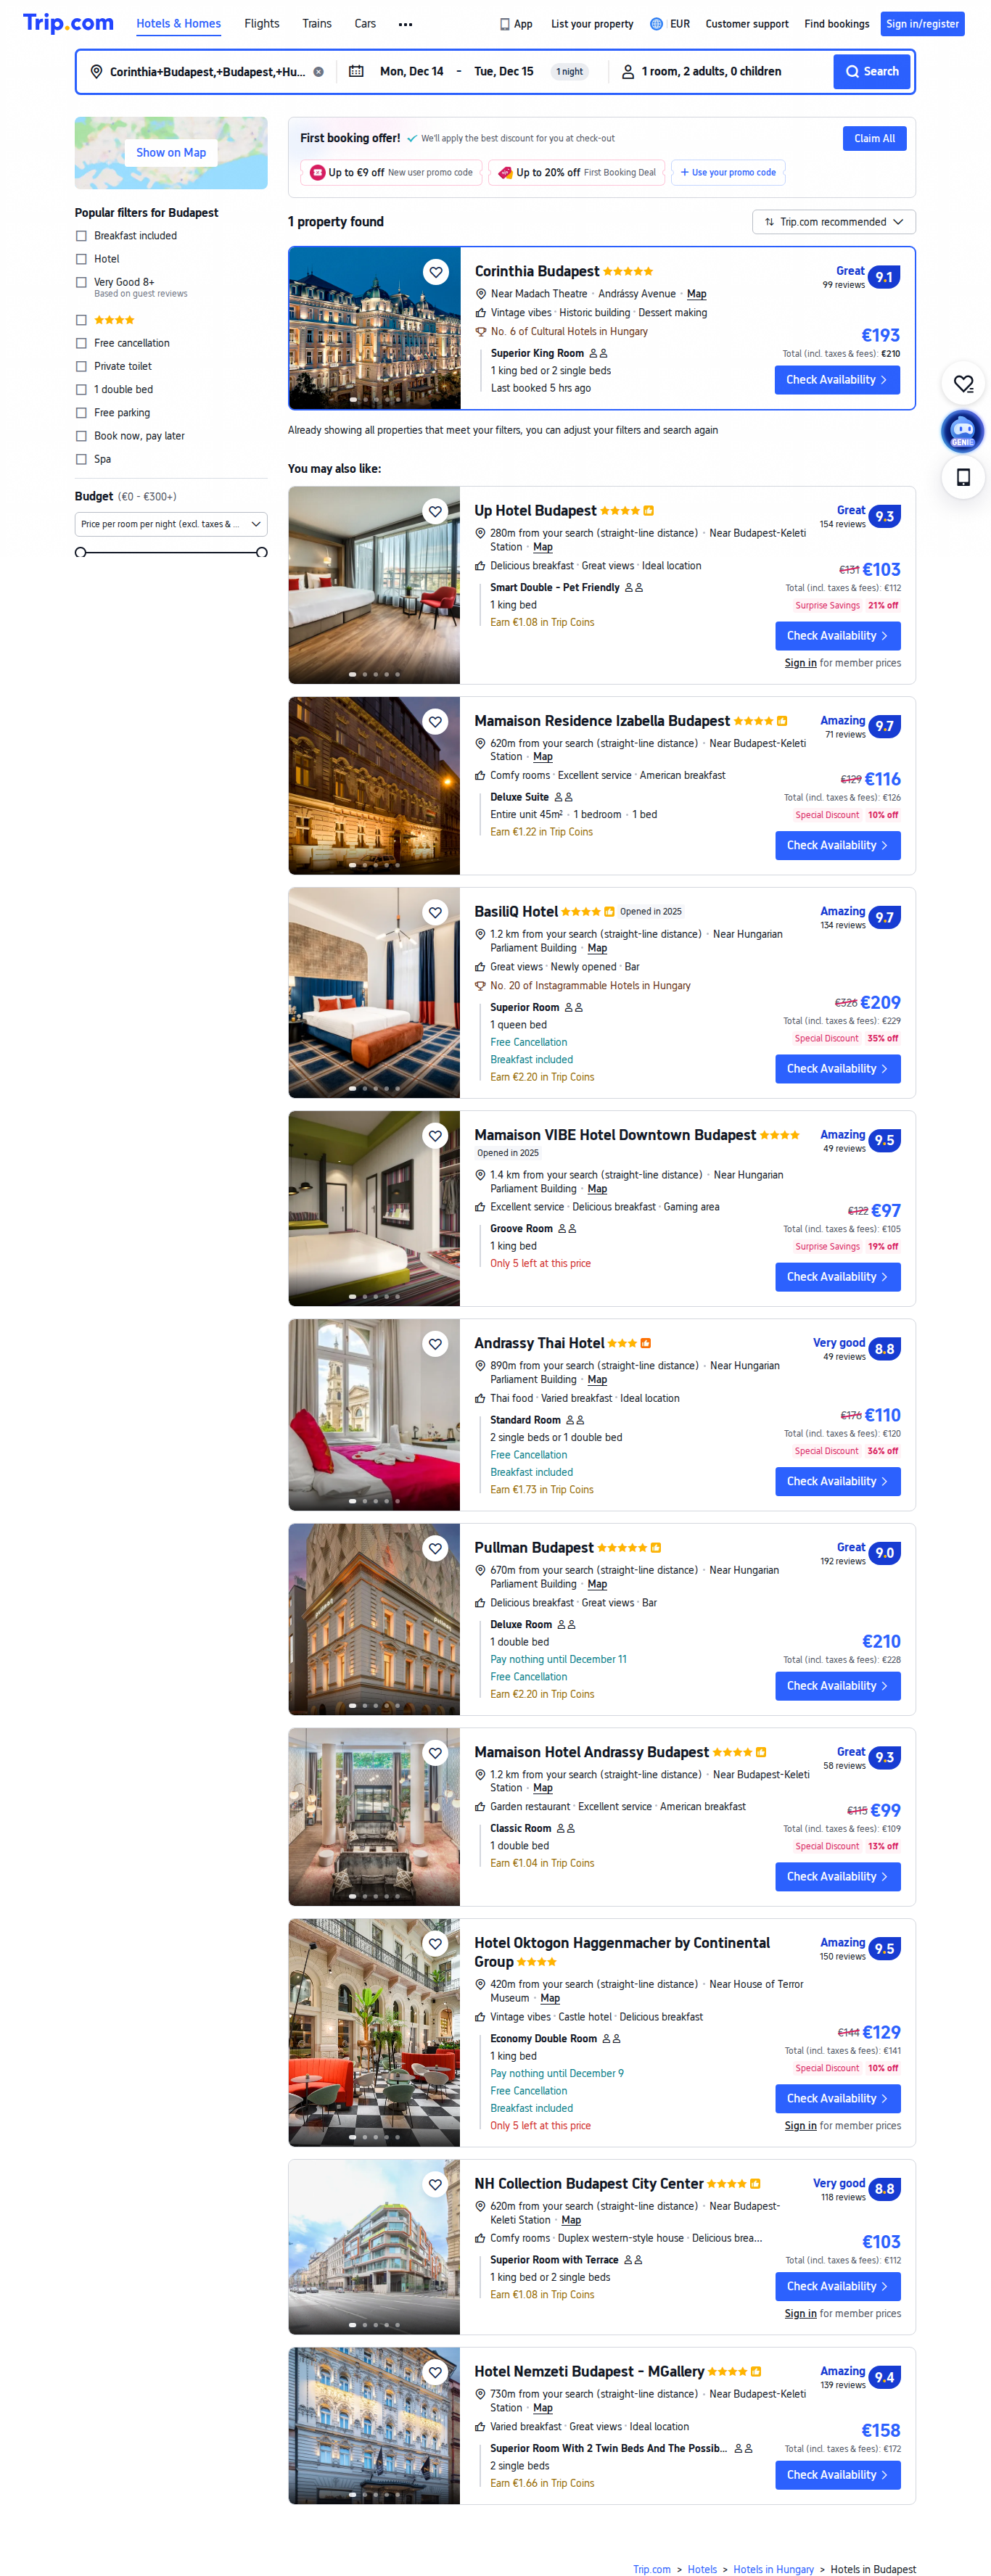 Trip.com
Hotels & Homes
Flights
Trains
Cars
App
List your property
EUR
Customer support
Find bookings
Sign in/register
Corinthia+Budapest,+Budapest,+Hu...
Mon, Dec 14 - Tue, Dec 15 1 night
1 room, 2 adults, 0 children
Search
Show on Map
Popular filters for Budapest
Breakfast included
Hotel
Very Good 8+
Based on guest reviews
Free cancellation
Private toilet
1 double bed
Free parking
Book now, pay later
Spa
Budget (€0 - €300+)
Price per room per night (excl. taxes & ...
First booking offer! We'll apply the best discount for you at check-out
Claim All
Up to €9 off New user promo code
Up to 20% off First Booking Deal
+ Use your promo code
1 property found
Trip.com recommended
Corinthia Budapest
Great
99 reviews
9.1
Near Madach Theatre · Andrássy Avenue · Map
Vintage vibes · Historic building · Dessert making
No. 6 of Cultural Hotels in Hungary
Superior King Room
1 king bed or 2 single beds
Last booked 5 hrs ago
€193
Total (incl. taxes & fees): €210
Check Availability
GENIE
Already showing all properties that meet your filters, you can adjust your filters and search again
You may also like:
Up Hotel Budapest
Great
154 reviews
9.3
280m from your search (straight-line distance) · Near Budapest-Keleti
Station · Map
Delicious breakfast · Great views · Ideal location
Smart Double - Pet Friendly
1 king bed
Earn €1.08 in Trip Coins
€131 €103
Total (incl. taxes & fees): €112
Surprise Savings 21% off
Check Availability
Sign in for member prices
Mamaison Residence Izabella Budapest
Amazing
71 reviews
9.7
620m from your search (straight-line distance) · Near Budapest-Keleti
Station · Map
Comfy rooms · Excellent service · American breakfast
Deluxe Suite
Entire unit 45m² · 1 bedroom · 1 bed
Earn €1.22 in Trip Coins
€129 €116
Total (incl. taxes & fees): €126
Special Discount 10% off
Check Availability
BasiliQ Hotel Opened in 2025
Amazing
134 reviews
9.7
1.2 km from your search (straight-line distance) · Near Hungarian
Parliament Building · Map
Great views · Newly opened · Bar
No. 20 of Instagrammable Hotels in Hungary
Superior Room
1 queen bed
Free Cancellation
Breakfast included
Earn €2.20 in Trip Coins
€326 €209
Total (incl. taxes & fees): €229
Special Discount 35% off
Check Availability
Mamaison VIBE Hotel Downtown Budapest
Opened in 2025
Amazing
49 reviews
9.5
1.4 km from your search (straight-line distance) · Near Hungarian
Parliament Building · Map
Excellent service · Delicious breakfast · Gaming area
Groove Room
1 king bed
Only 5 left at this price
€122 €97
Total (incl. taxes & fees): €105
Surprise Savings 19% off
Check Availability
Andrassy Thai Hotel
Very good
49 reviews
8.8
890m from your search (straight-line distance) · Near Hungarian
Parliament Building · Map
Thai food · Varied breakfast · Ideal location
Standard Room
2 single beds or 1 double bed
Free Cancellation
Breakfast included
Earn €1.73 in Trip Coins
€176 €110
Total (incl. taxes & fees): €120
Special Discount 36% off
Check Availability
Pullman Budapest
Great
192 reviews
9.0
670m from your search (straight-line distance) · Near Hungarian
Parliament Building · Map
Delicious breakfast · Great views · Bar
Deluxe Room
1 double bed
Pay nothing until December 11
Free Cancellation
Earn €2.20 in Trip Coins
€210
Total (incl. taxes & fees): €228
Check Availability
Mamaison Hotel Andrassy Budapest
Great
58 reviews
9.3
1.2 km from your search (straight-line distance) · Near Budapest-Keleti
Station · Map
Garden restaurant · Excellent service · American breakfast
Classic Room
1 double bed
Earn €1.04 in Trip Coins
€115 €99
Total (incl. taxes & fees): €109
Special Discount 13% off
Check Availability
Hotel Oktogon Haggenmacher by Continental
Group
Amazing
150 reviews
9.5
420m from your search (straight-line distance) · Near House of Terror
Museum · Map
Vintage vibes · Castle hotel · Delicious breakfast
Economy Double Room
1 king bed
Pay nothing until December 9
Free Cancellation
Breakfast included
Only 5 left at this price
€144 €129
Total (incl. taxes & fees): €141
Special Discount 10% off
Check Availability
Sign in for member prices
NH Collection Budapest City Center
Very good
118 reviews
8.8
620m from your search (straight-line distance) · Near Budapest-
Keleti Station · Map
Comfy rooms · Duplex western-style house · Delicious brea...
Superior Room with Terrace
1 king bed or 2 single beds
Earn €1.08 in Trip Coins
€103
Total (incl. taxes & fees): €112
Check Availability
Sign in for member prices
Hotel Nemzeti Budapest - MGallery
Amazing
139 reviews
9.4
730m from your search (straight-line distance) · Near Budapest-Keleti
Station · Map
Varied breakfast · Great views · Ideal location
Superior Room With 2 Twin Beds And The Possib...
2 single beds
Earn €1.66 in Trip Coins
€158
Total (incl. taxes & fees): €172
Check Availability
Trip.com > Hotels > Hotels in Hungary > Hotels in Budapest